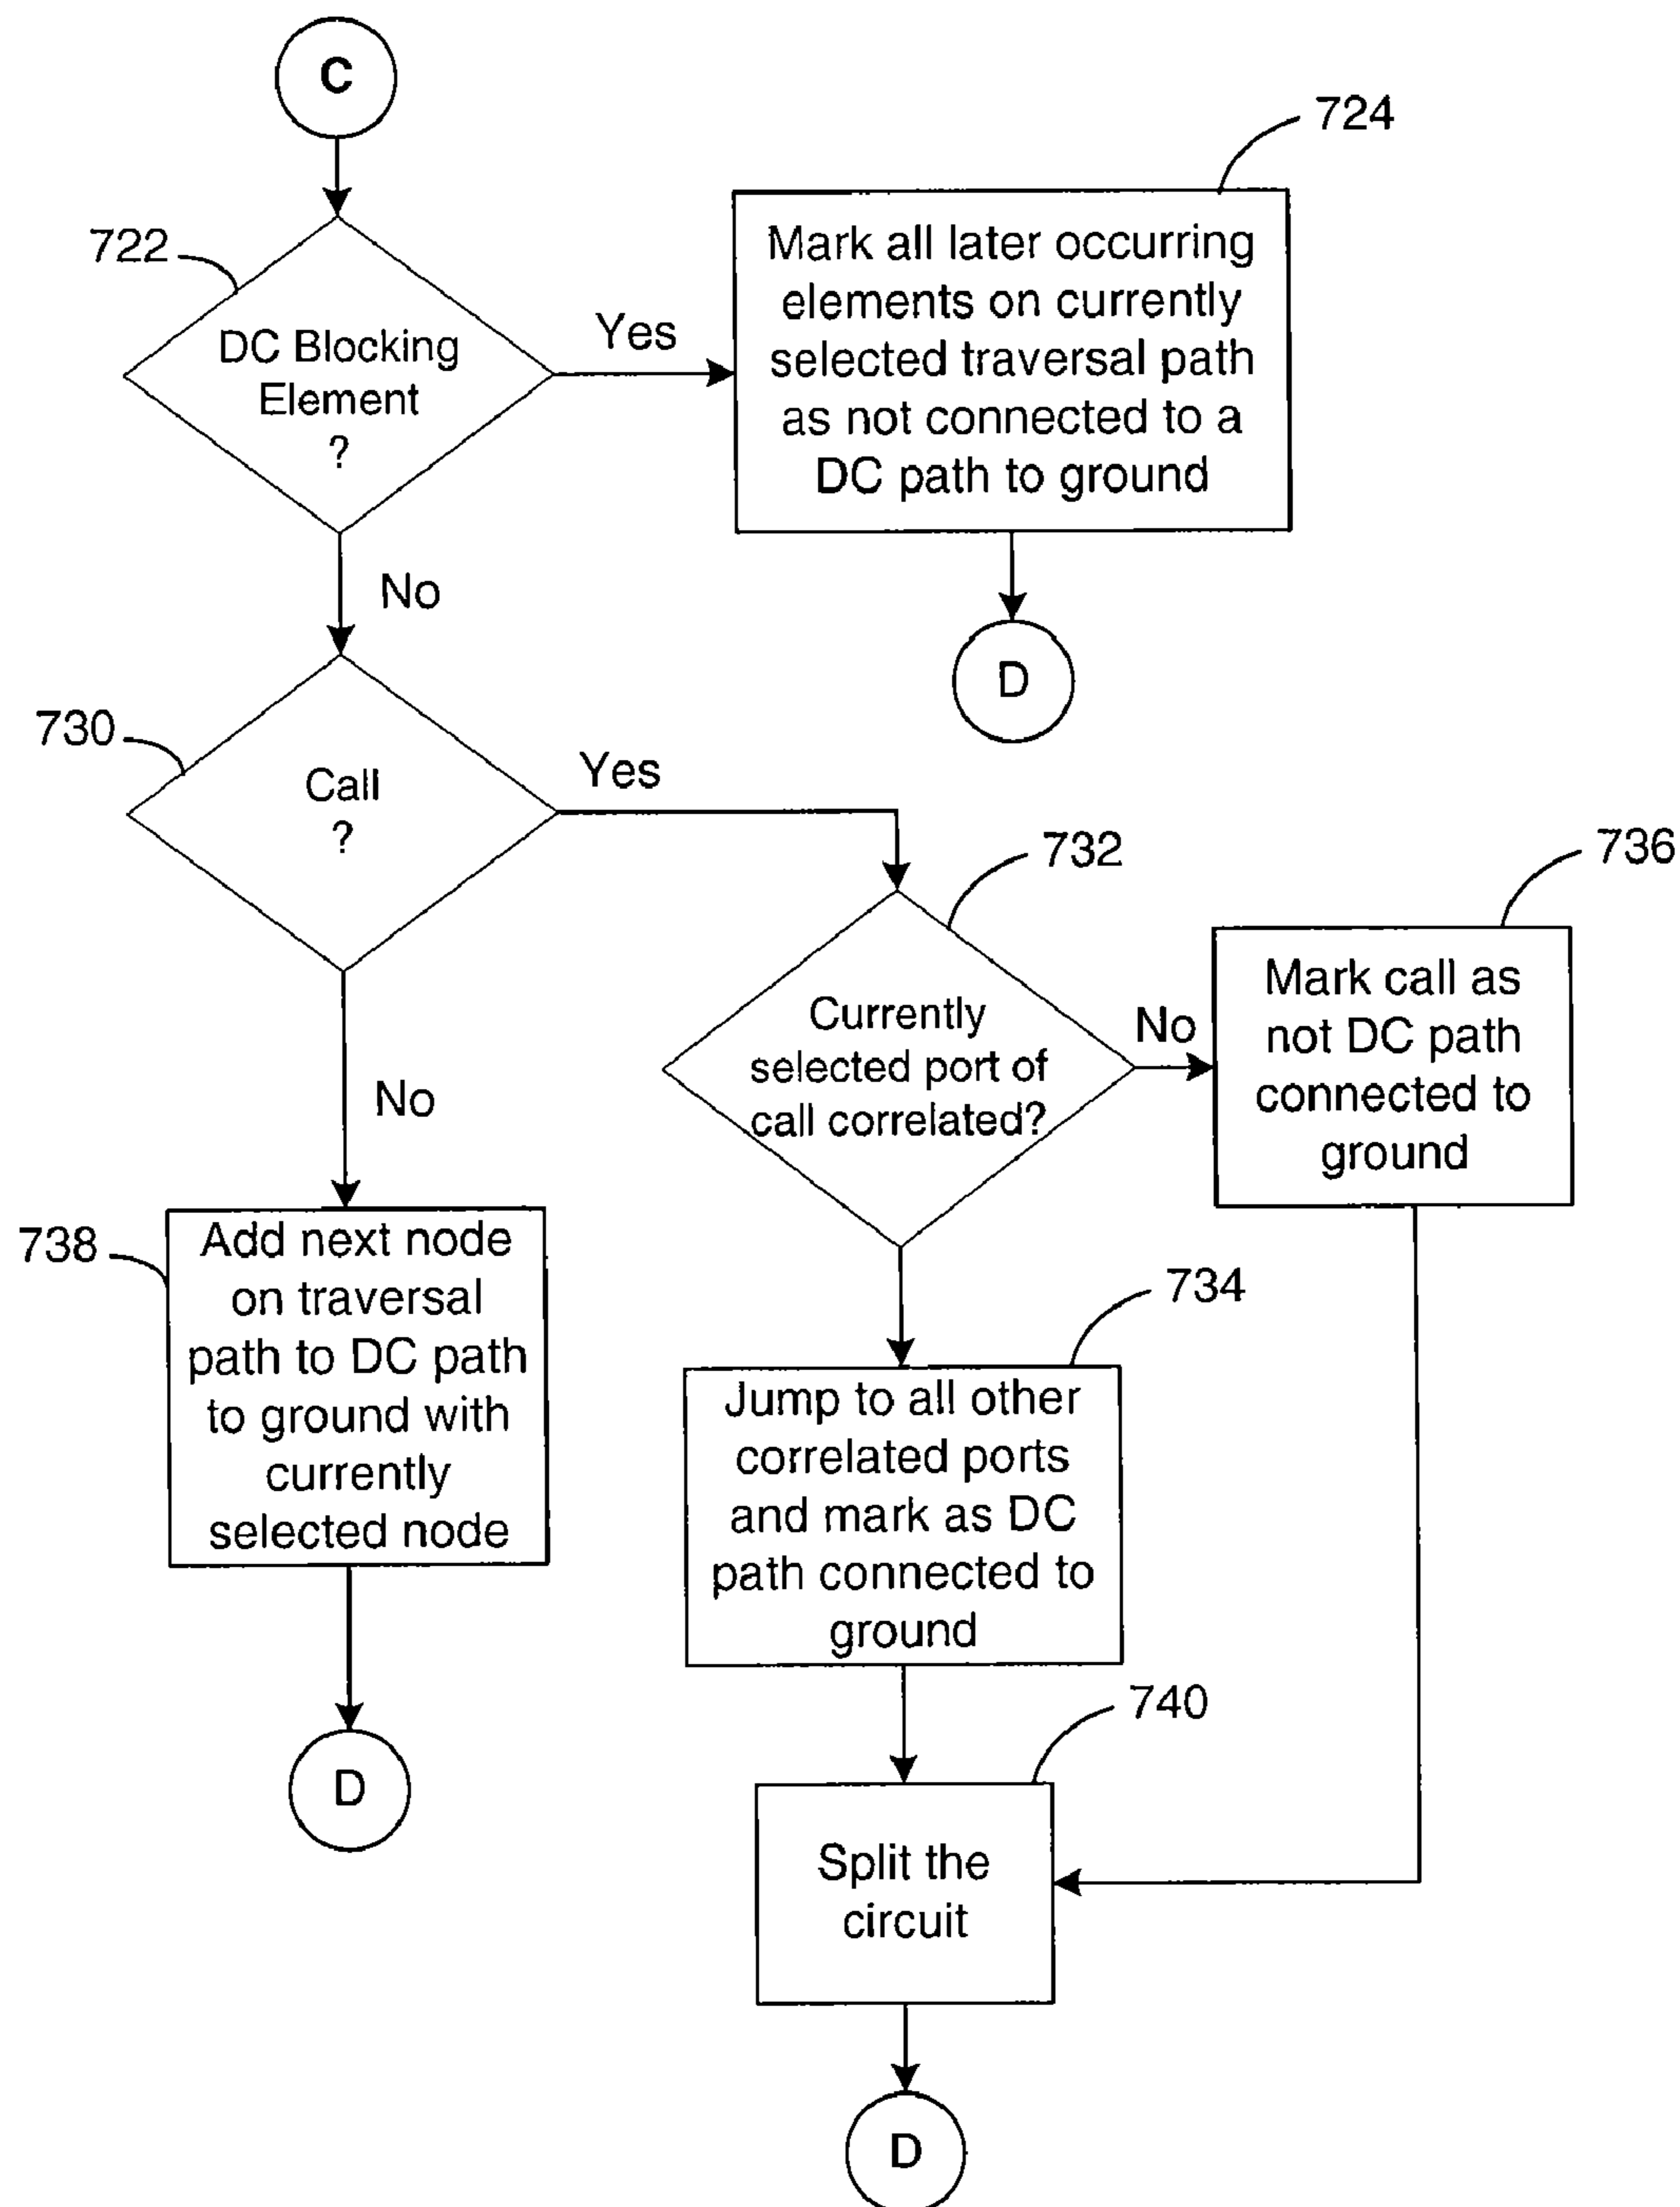 C
724
722
Mark all later occurring
elements on currently
selected traversal path
as not connected to a
DC path to ground
DC Blocking
Element
?
Yes
No
D
730
Call
?
Yes
732
736
Currently
selected port of
call correlated?
No
Mark call as
not DC path
connected to
ground
No
738
Add next node
on traversal
path to DC path
to ground with
currently
selected node
734
Jump to all other
correlated ports
and mark as DC
path connected to
ground
740
D
Split the
circuit
D